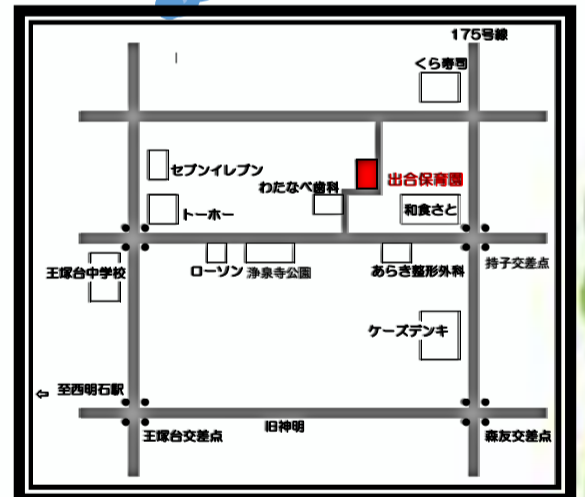 175号線
くら寿司
セブンイレブン
わたなべ歯科
出合保育園
トーホー
和食さと
王塚台中学校
ローソン
浄泉寺公園
あらき整形外科
持子交差点
ケーズデンキ
⇦ 至西明石駅
王塚台交差点
旧神明
森友交差点